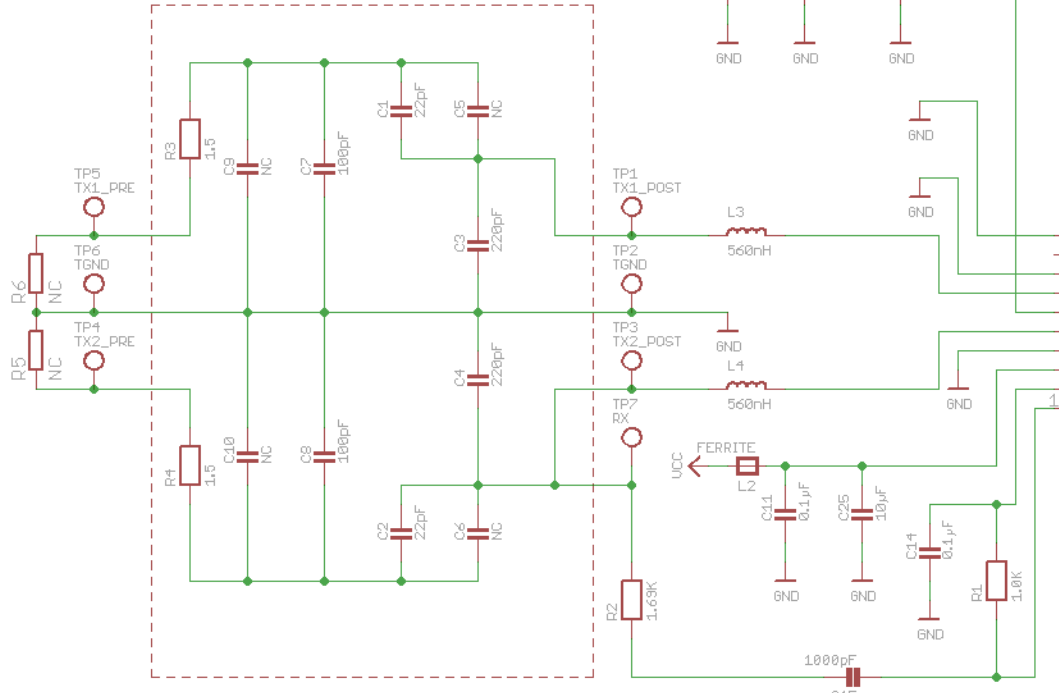 GND
GND
GND
GND
GND
C1
22pF
C5
NC
R3
1.5
C9
NC
C7
100pF
TP5
TX1_PRE
TP1
TX1_POST
C3
220pF
L3
560nH
TP6
TGND
TP2
TGND
R6
NC
TP4
TX2_PRE
TP3
TX2_POST
GND
R5
NC
C4
220pF
L4
560nH
GND
TP7
RX
R4
1.5
C10
NC
C8
100pF
FERRITE
VCC
L2
C11
0.1µF
C25
10µF
C2
22pF
C6
NC
C14
0.1µF
R2
1.69K
GND
GND
R1
1.0K
GND
1000pF
1